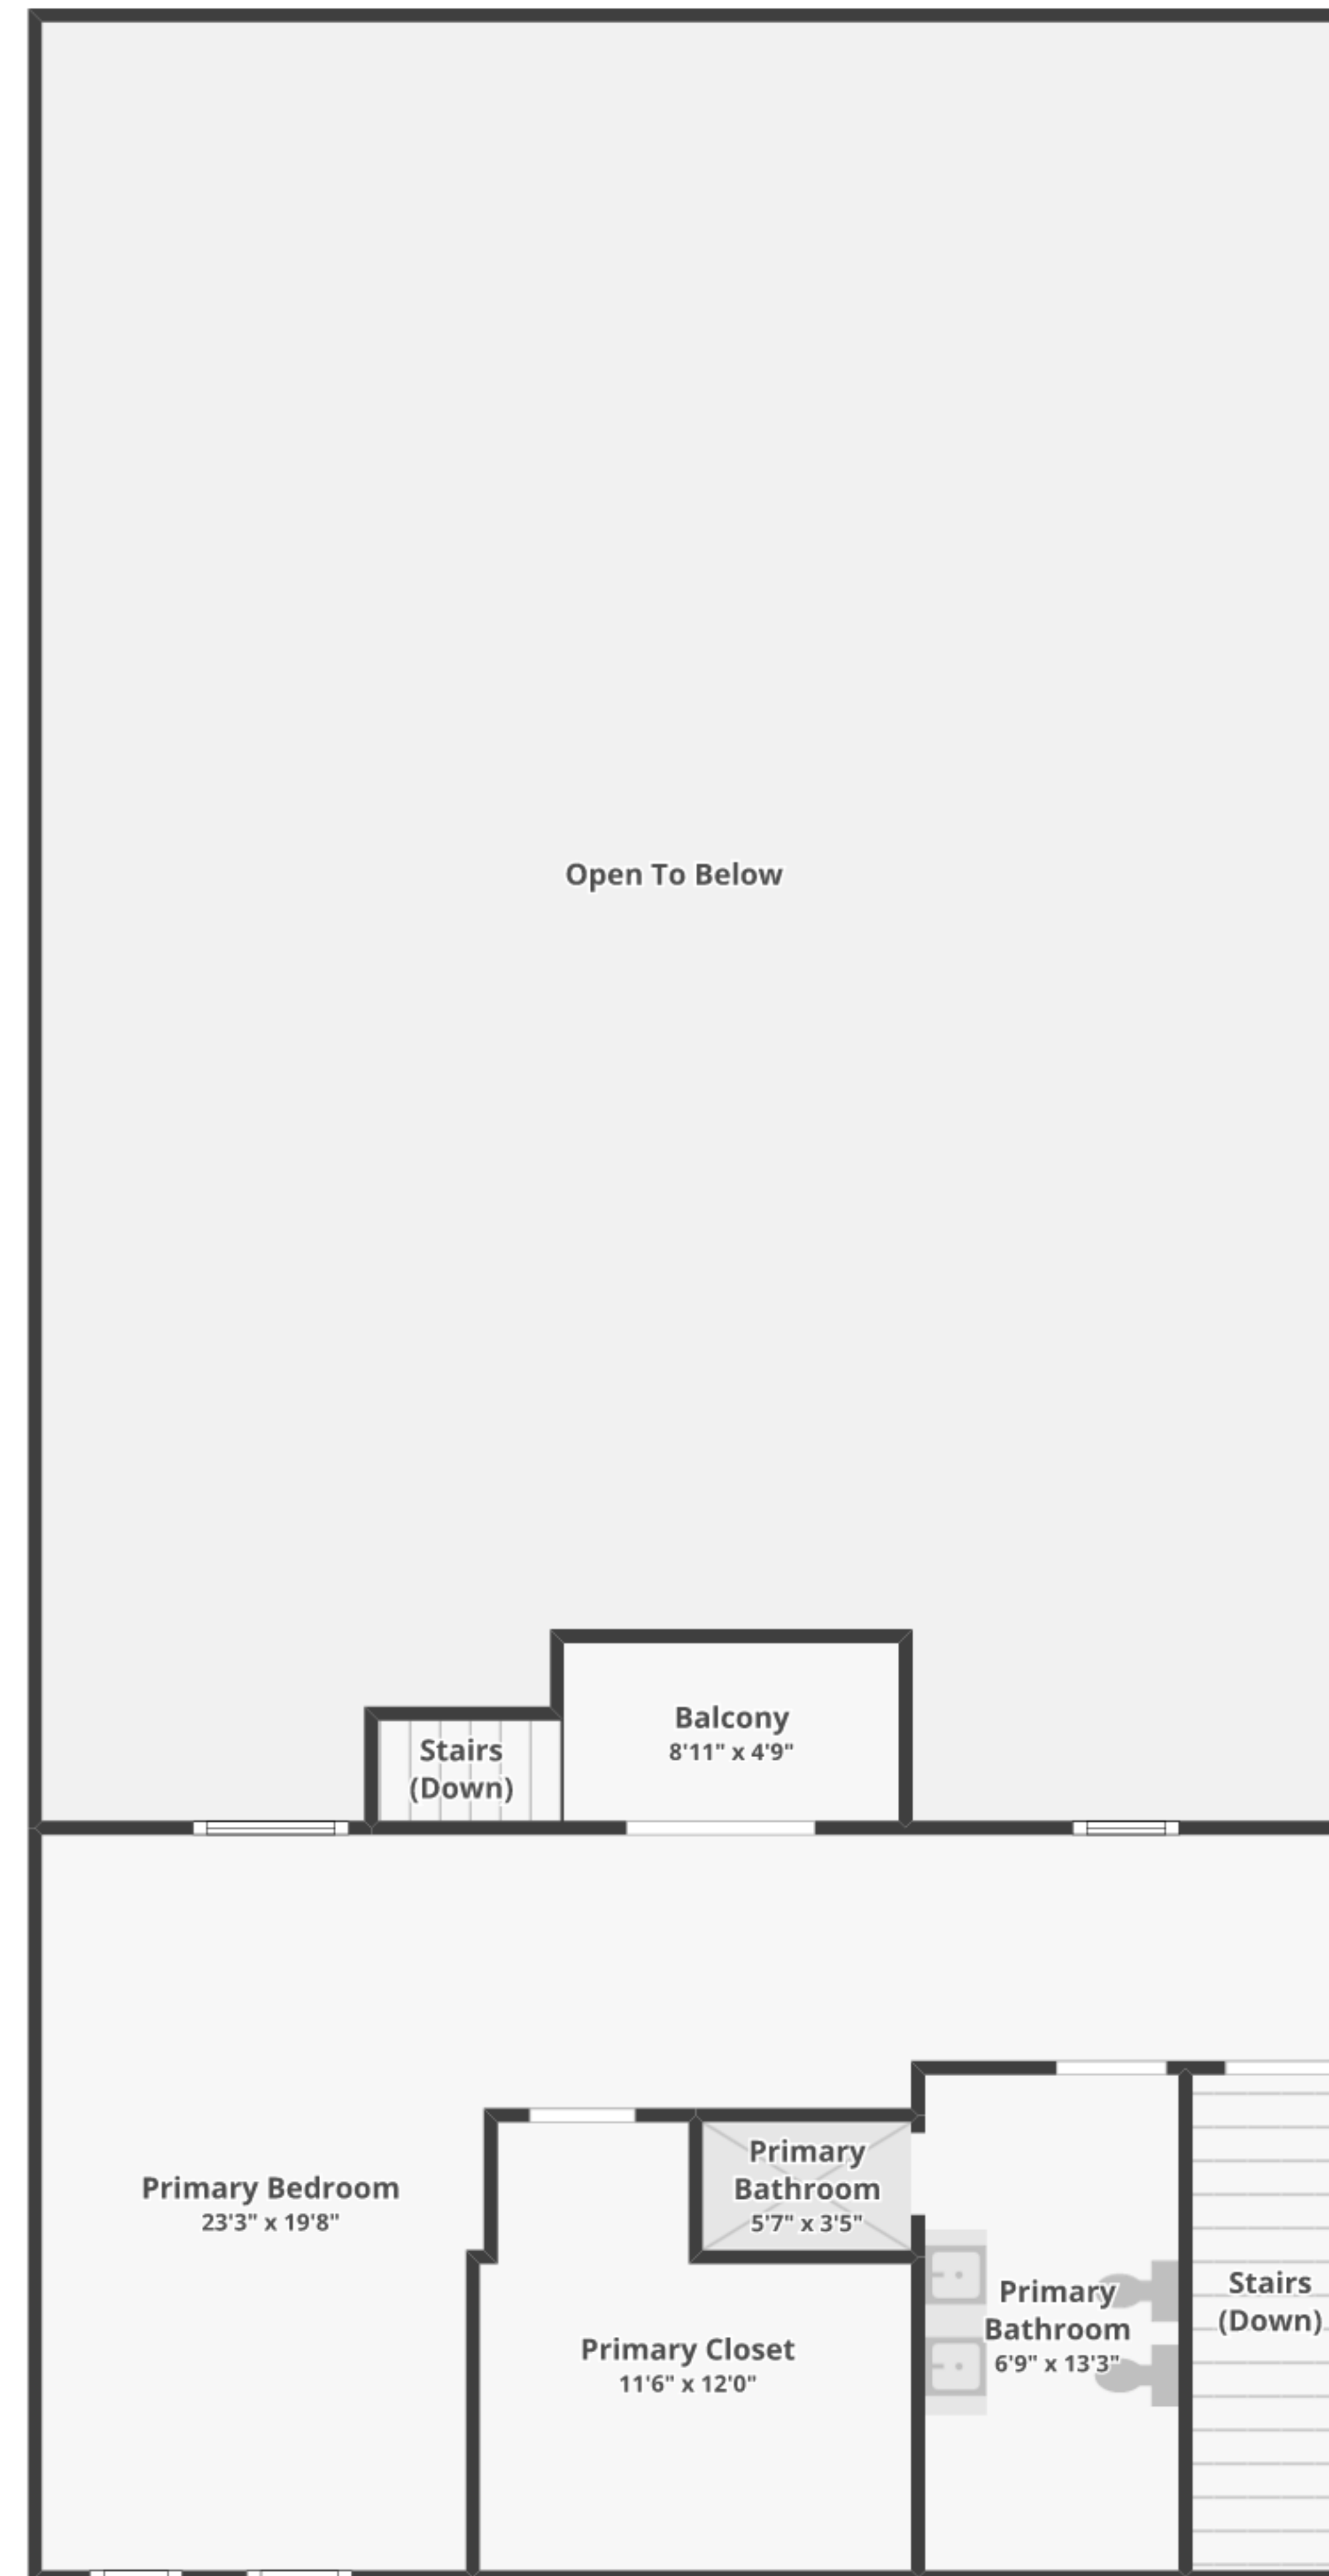 Open To Below
Balcony
8'11" x 4'9"
Stairs
(Down)
Primary
Bathroom
5'7" x 3'5"
Primary Bedroom
23'3" x 19'8"
Primary
Bathroom
6'9" x 13'3"
Stairs
(Down)
Primary Closet
11'6" x 12'0"